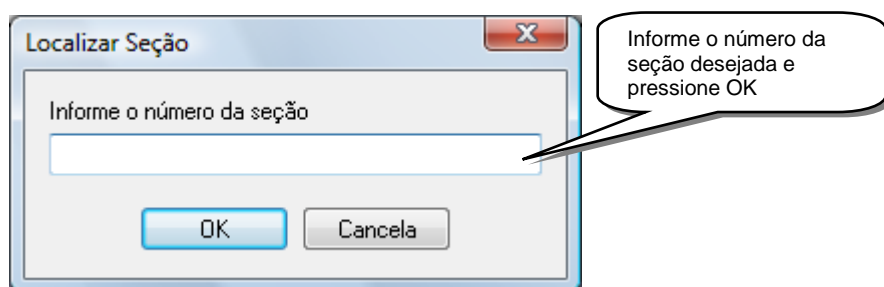 Localizar Seção
Informe o número da seção
OK
Cancela
Informe o número da
seção desejada e
pressione OK